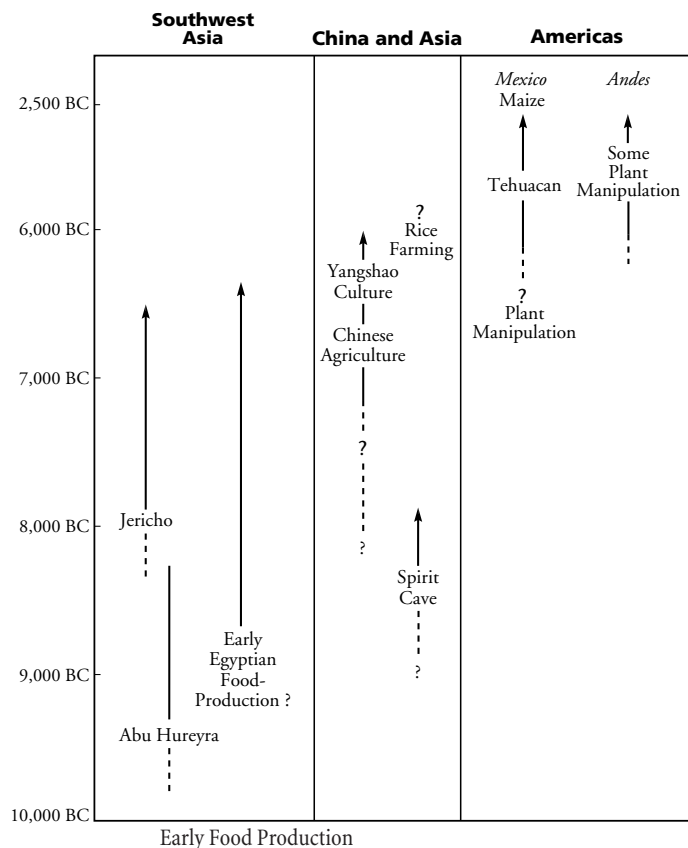 Southwest
Asia
China and Asia
Americas
2,500 BC
6,000 BC
7,000 BC
8,000 BC
9,000 BC
10,000 BC
Jericho
Abu Hureyra
Early
Egyptian
Food-
Production ?
?
Rice
Farming
Yangshao
Culture
Chinese
Agriculture
?
?
Spirit
Cave
?
Mexico
Maize
Tehuacan
?
Plant
Manipulation
Andes
Some
Plant
Manipulation
Early Food Production